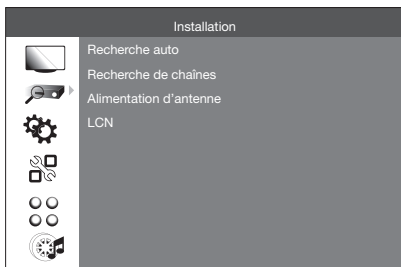 Installation
Recherche auto
Recherche de chaînes
Alimentation d'antenne
LCN